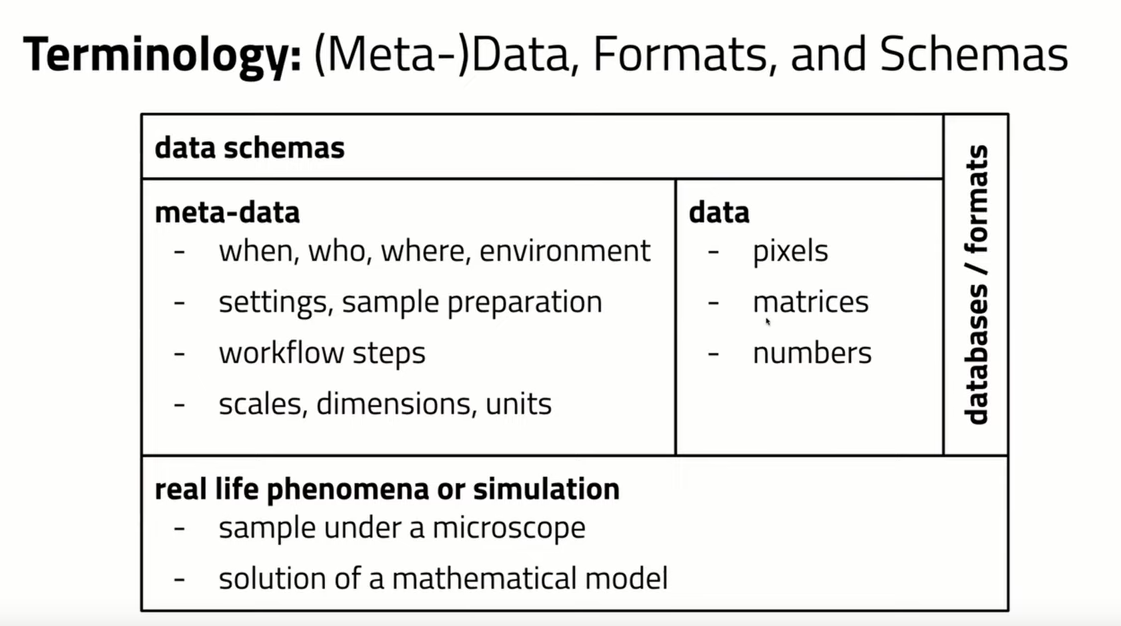 Terminology: (Meta-)Data, Formats, and Schemas
data schemas
meta-data
- when, who, where, environment
- settings, sample preparation
- workflow steps
- scales, dimensions, units
data
- pixels
- matrices
- numbers
databases / formats
real life phenomena or simulation
- sample under a microscope
- solution of a mathematical model